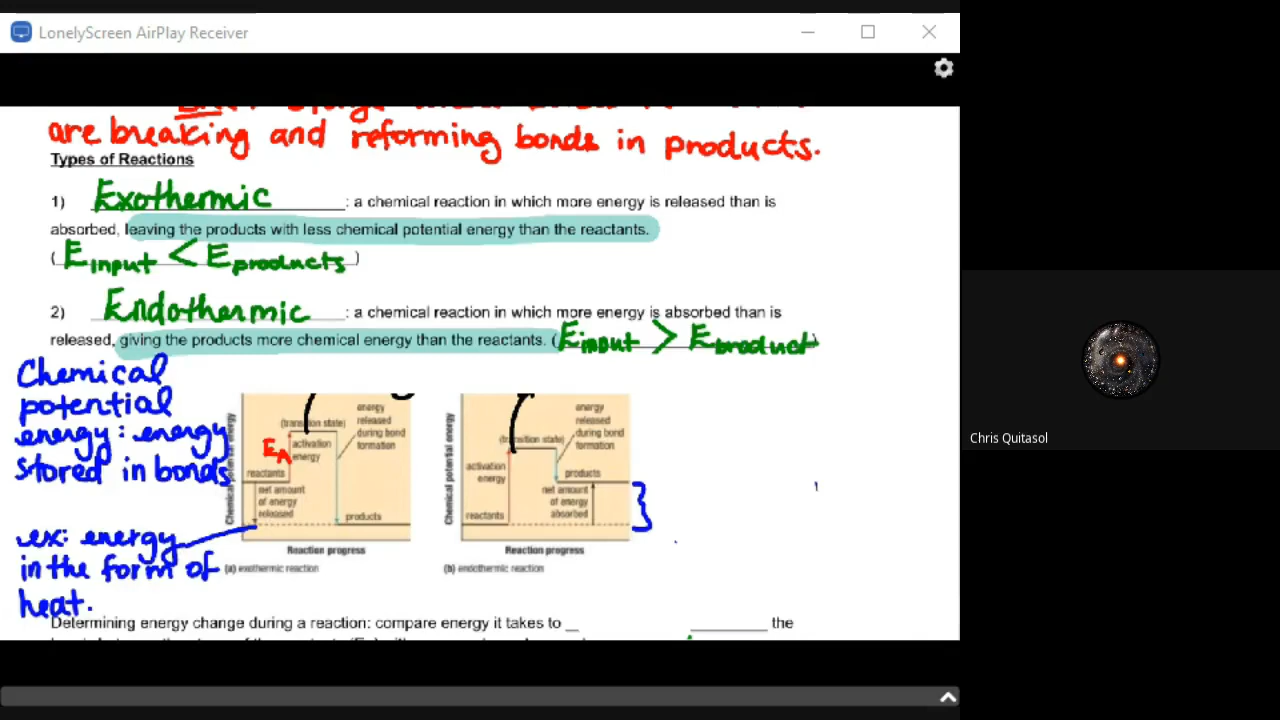 LonelyScreen AirPlay Receiver
are breaking and reforming bonds in products.
Types of Reactions
1) Exothermic : a chemical reaction in which more energy is released than is
absorbed, leaving the products with less chemical potential energy than the reactants.
( Einput < Eproducts )
2) Endothermic : a chemical reaction in which more energy is absorbed than is
released, giving the products more chemical energy than the reactants. ( Einput > Eproduct )
Chemical
potential
energy: energy
stored in bonds
ex: energy
in the form of
heat.
Chemical potential energy
(transition state)
EA
activation
energy
energy
released
during bond
formation
reactants
net amount
of energy
released
products
Reaction progress
(a) exothermic reaction
Chemical potential energy
(transition state)
energy
released
during bond
formation
activation
energy
products
net amount
of energy
absorbed
reactants
Reaction progress
(b) endothermic reaction
Determining energy change during a reaction: compare energy it takes to __ ________ the
Chris Quitasol